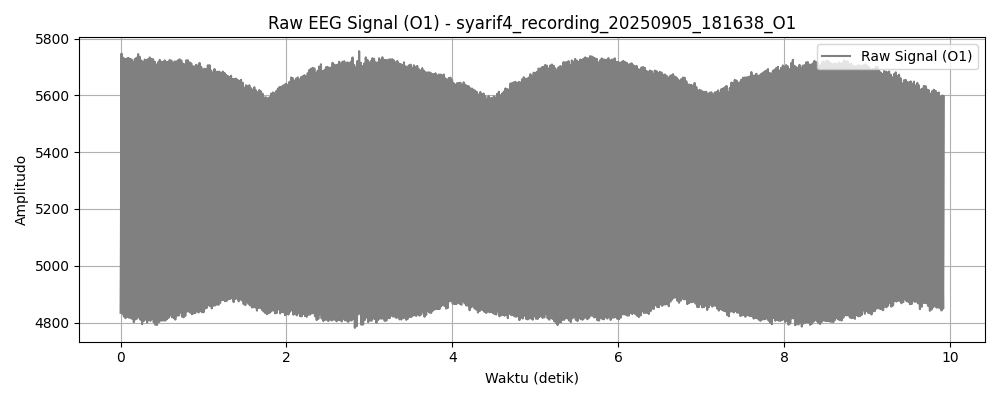 Raw EEG Signal (O1) - syarif4_recording_20250905_181638_O1
Raw Signal (O1)
Amplitudo
5800
5600
5400
5200
5000
4800
0 2 4 6 8 10
Waktu (detik)